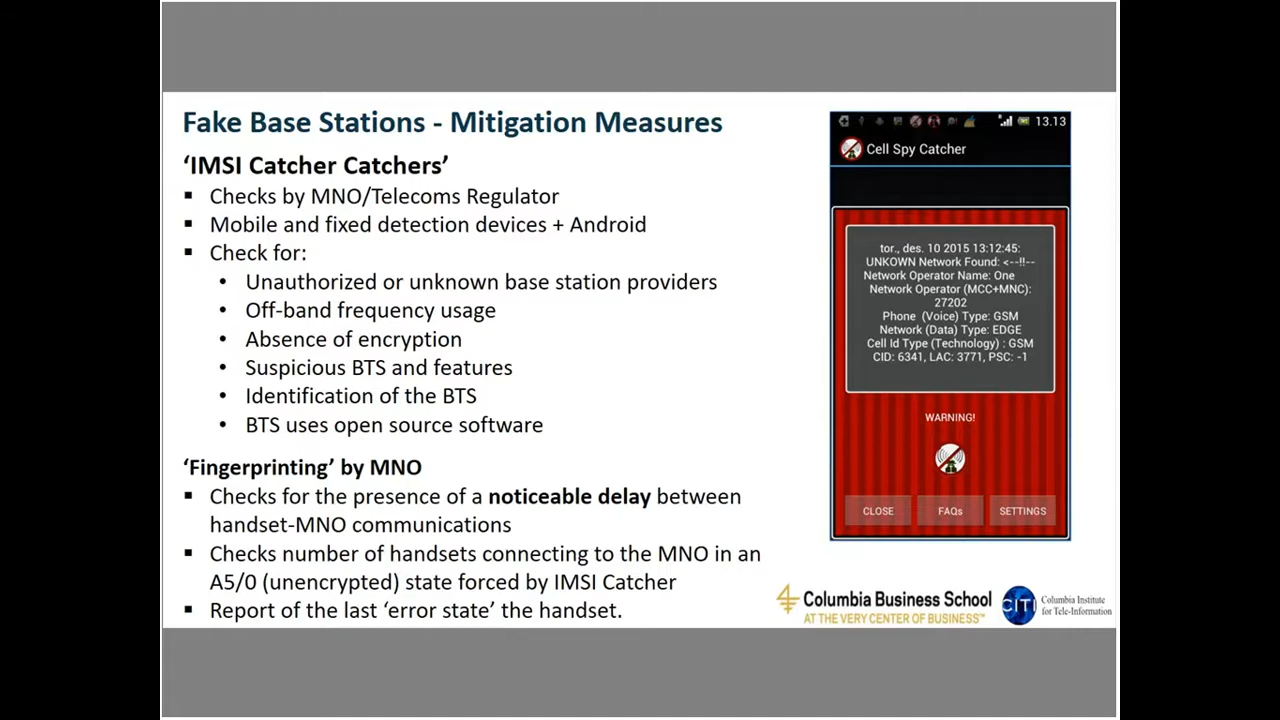 Fake Base Stations - Mitigation Measures
‘IMSI Catcher Catchers’
▪ Checks by MNO/Telecoms Regulator
▪ Mobile and fixed detection devices + Android
▪ Check for:
• Unauthorized or unknown base station providers
• Off-band frequency usage
• Absence of encryption
• Suspicious BTS and features
• Identification of the BTS
• BTS uses open source software
‘Fingerprinting’ by MNO
▪ Checks for the presence of a noticeable delay between
handset-MNO communications
▪ Checks number of handsets connecting to the MNO in an
A5/0 (unencrypted) state forced by IMSI Catcher
▪ Report of the last ‘error state’ the handset.
13.13
Cell Spy Catcher
tor., des. 10 2015 13:12:45:
UNKOWN Network Found: <--!!--
Network Operator Name: One
Network Operator (MCC+MNC):
27202
Phone (Voice) Type: GSM
Network (Data) Type: EDGE
Cell Id Type (Technology) : GSM
CID: 6341, LAC: 3771, PSC: -1
WARNING!
CLOSE FAQs SETTINGS
Columbia Business School
AT THE VERY CENTER OF BUSINESS™
CITI
Columbia Institute
for Tele-Information